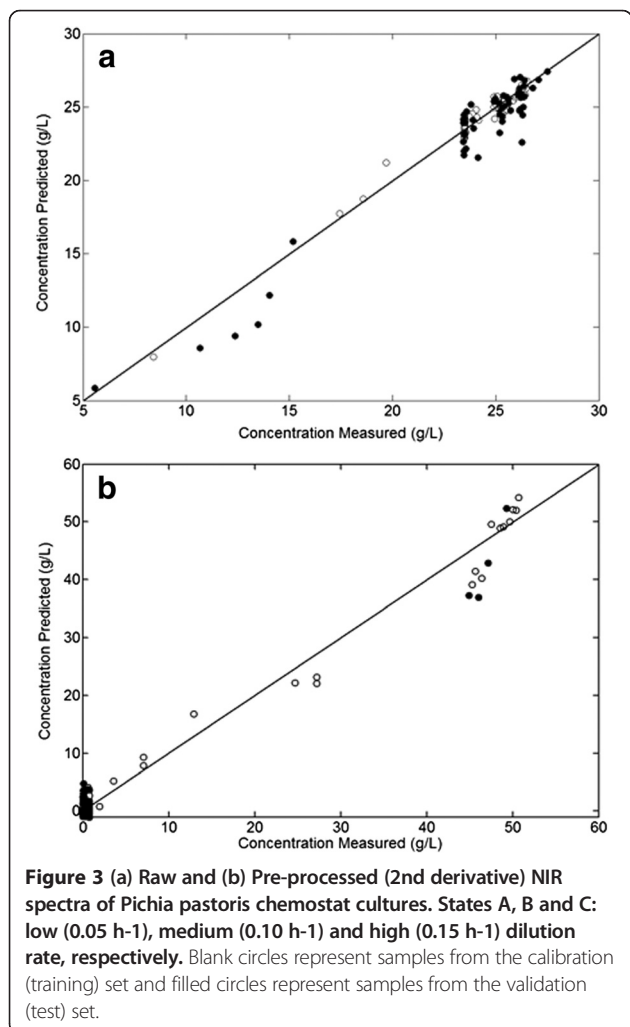 a
30
25
20
15
10
5
Concentration Predicted (g/L)
5 10 15 20 25 30
Concentration Measured (g/L)
b
60
50
40
30
20
10
0
Concentration Predicted (g/L)
0 10 20 30 40 50 60
Concentration Measured (g/L)
Figure 3 (a) Raw and (b) Pre-processed (2nd derivative) NIR
spectra of Pichia pastoris chemostat cultures. States A, B and C:
low (0.05 h-1), medium (0.10 h-1) and high (0.15 h-1) dilution
rate, respectively. Blank circles represent samples from the calibration
(training) set and filled circles represent samples from the validation
(test) set.